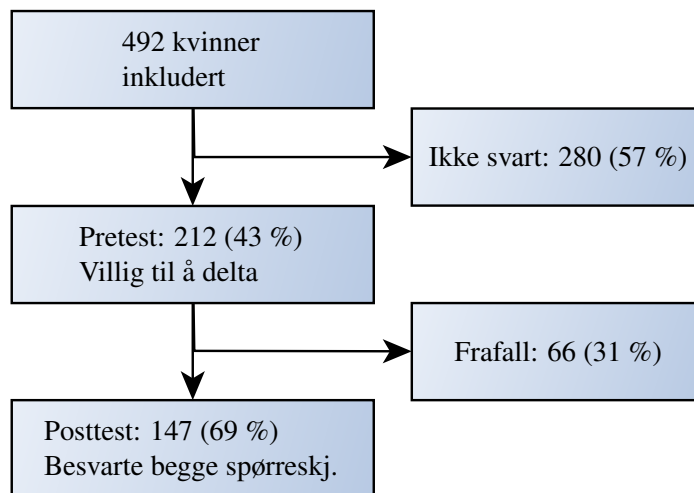 492 kvinner
inkludert
Ikke svart: 280 (57 %)
Pretest: 212 (43 %)
Villig til å delta
Frafall: 66 (31 %)
Posttest: 147 (69 %)
Besvarte begge spørreskj.